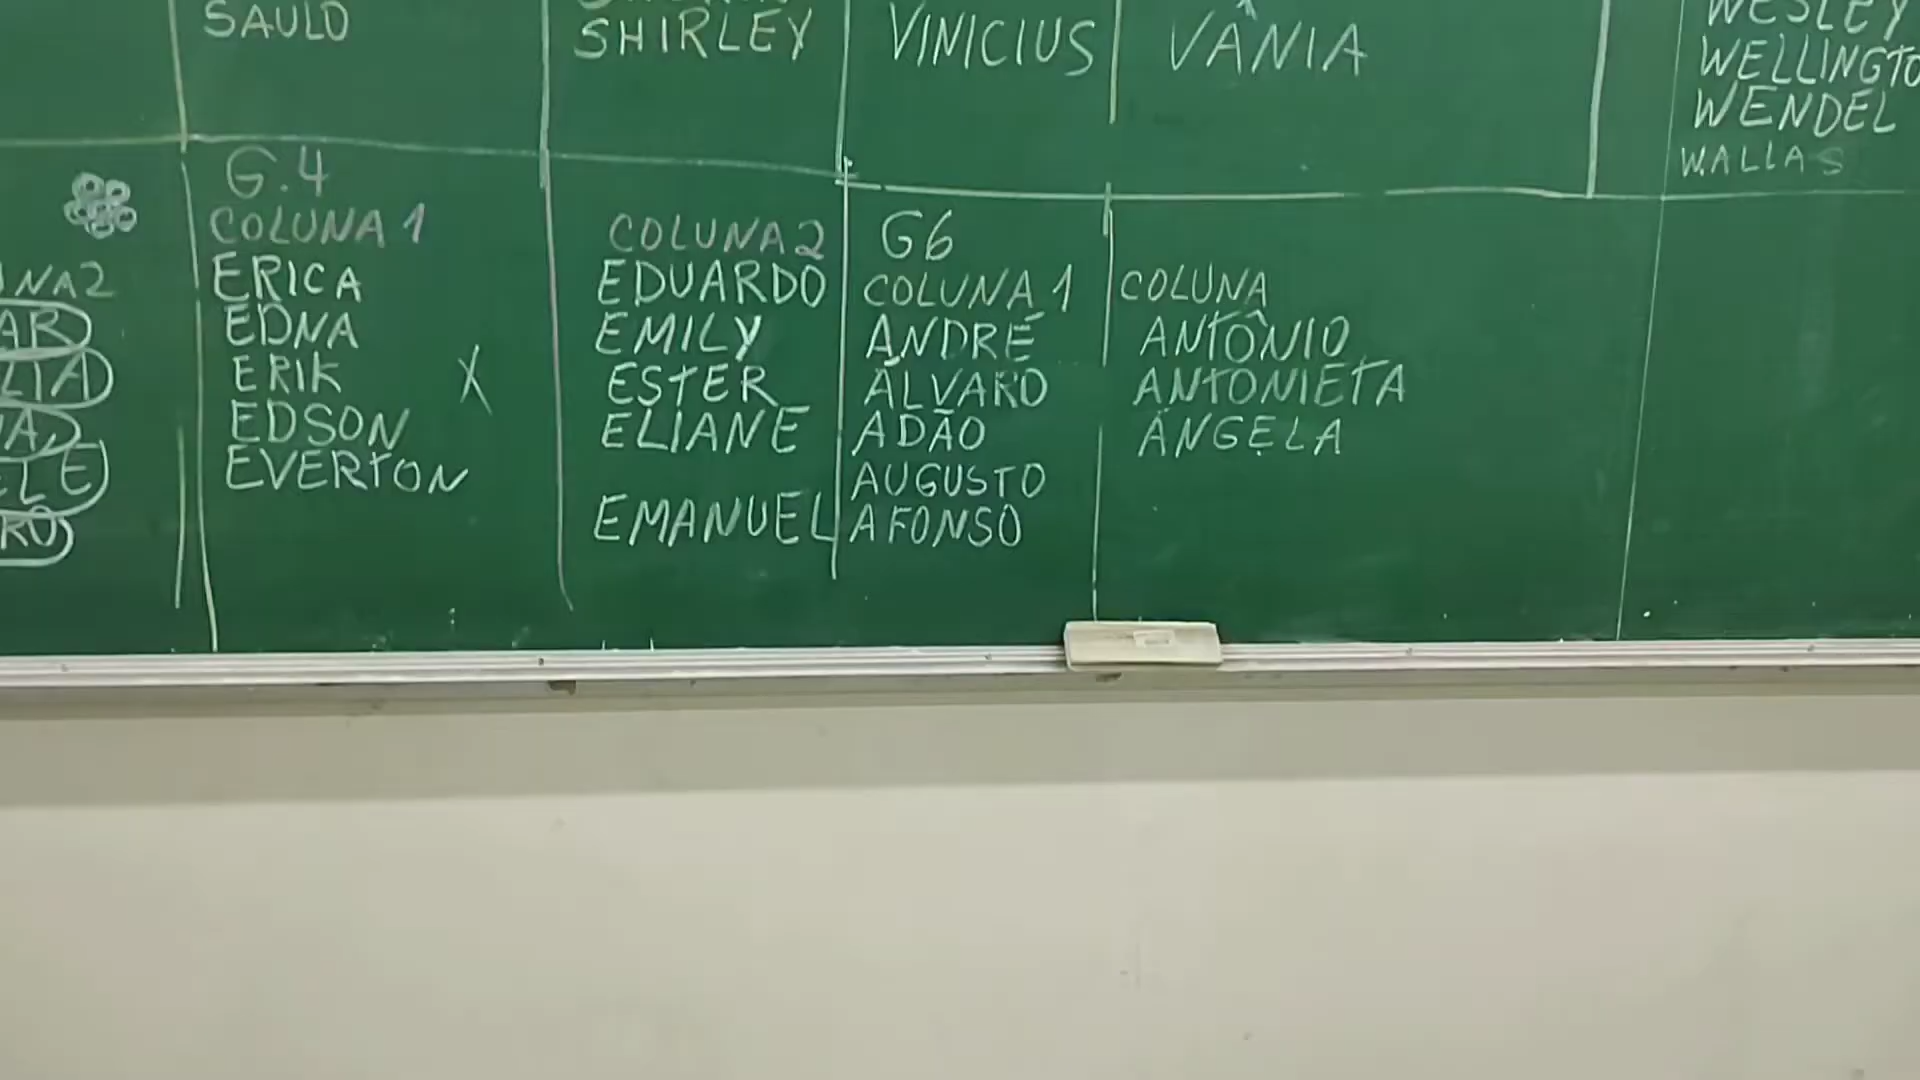 SAULO
SHIRLEY
VINICIUS
VÂNIA
WESLEY
WELLINGTO
WENDEL
WALLAS
G.4
COLUNA 1
ERICA
EDNA
ERIK
EDSON
EVERTON
X
COLUNA 2
EDUARDO
EMILY
ESTER
ELIANE
EMANUEL
G6
COLUNA 1
ANDRÉ
ÁLVARO
ADÃO
AUGUSTO
AFONSO
COLUNA
ANTÔNIO
ANTONIETA
ÂNGELA